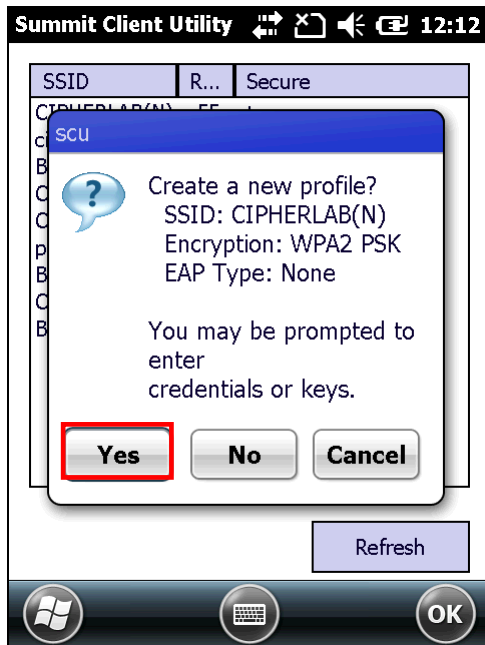 Summit Client Utility 12:12
SSID R... Secure
scu
Create a new profile?
SSID: CIPHERLAB(N)
Encryption: WPA2 PSK
EAP Type: None
You may be prompted to
enter
credentials or keys.
Yes No Cancel
Refresh
OK